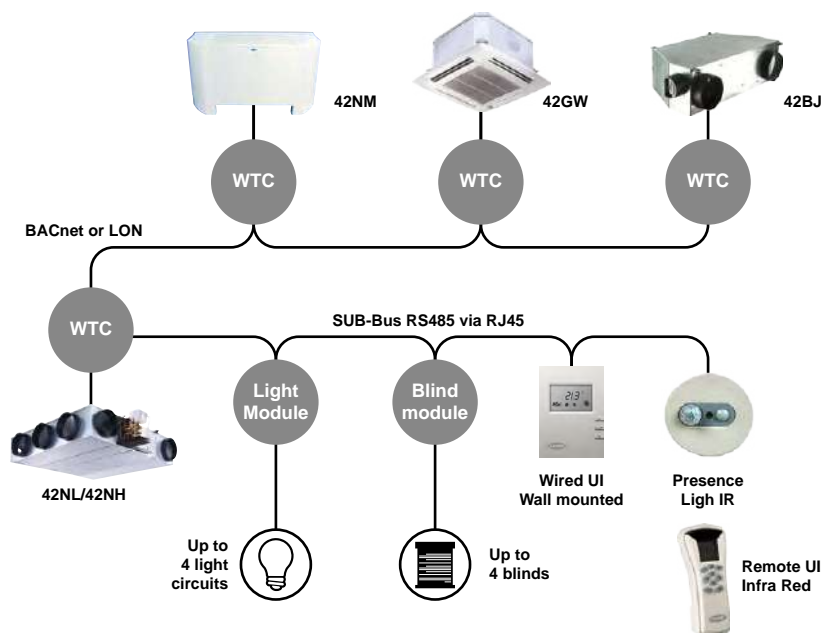 42NM
42GW
42BJ
WTC
WTC
WTC
BACnet or LON
WTC
SUB-Bus RS485 via RJ45
Light
Module
Blind
module
42NL/42NH
Wired UI
Wall mounted
Presence
Ligh IR
Up to
4 light
circuits
Up to
4 blinds
Remote UI
Infra Red